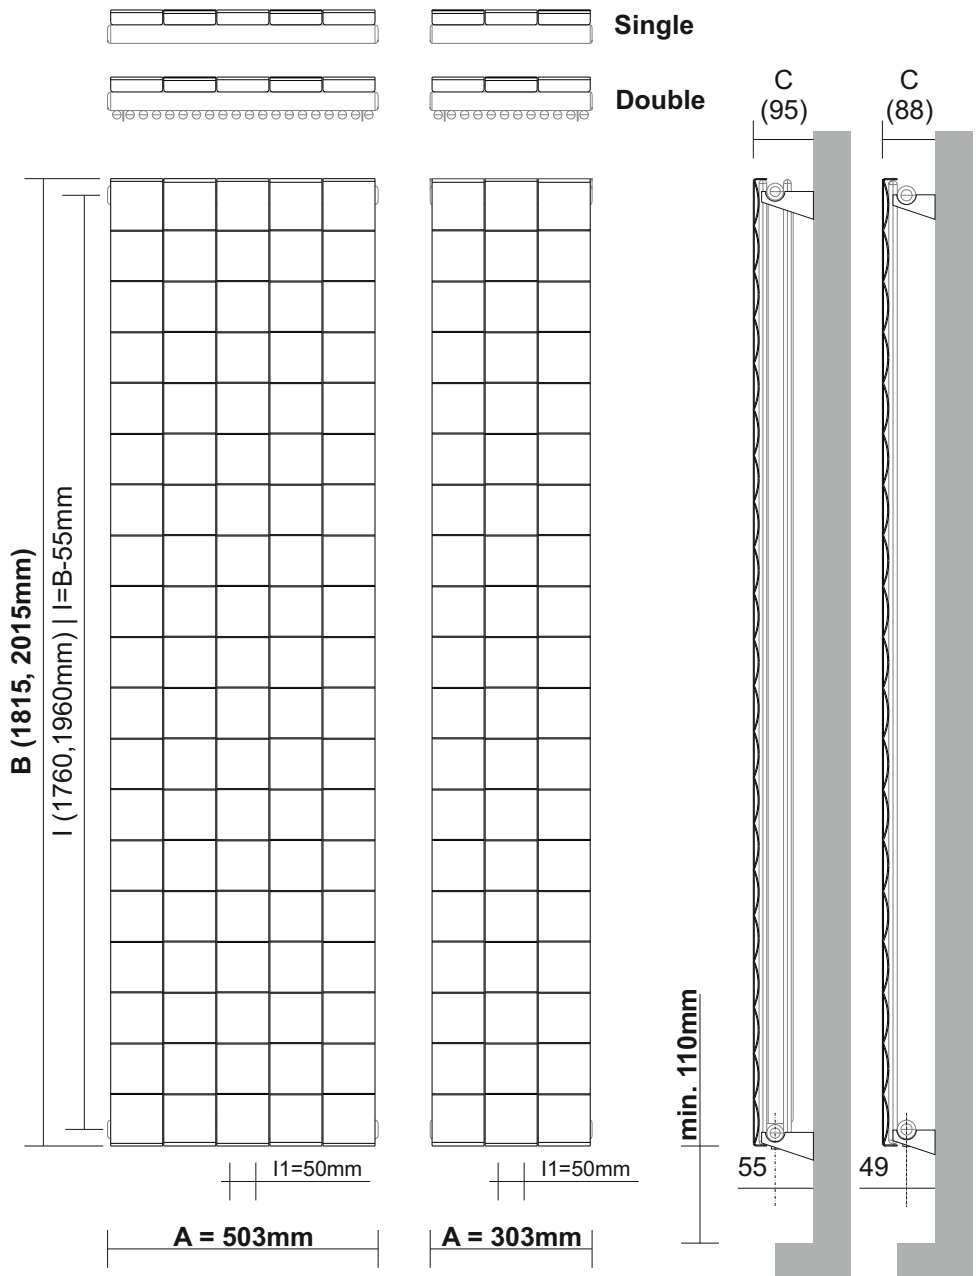 Single
Double
C
(95)
C
(88)
B (1815, 2015mm)
I (1760,1960mm) | I=B-55mm
min. 110mm
I1=50mm
I1=50mm
55
49
A = 503mm
A = 303mm